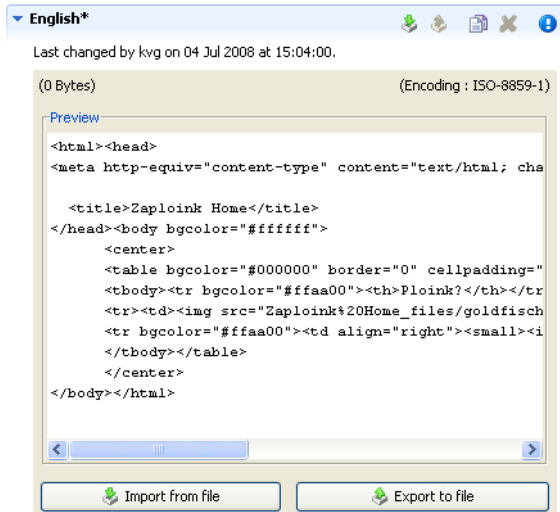 English*
Last changed by kvg on 04 Jul 2008 at 15:04:00.
(0 Bytes) (Encoding : ISO-8859-1)
Preview
<html><head>
<meta http-equiv="content-type" content="text/html; cha
<title>Zaploink Home</title>
</head><body bgcolor="#ffffff">
<center>
<table bgcolor="#000000" border="0" cellpadding="
<tbody><tr bgcolor="#ffaa00"><th>Ploink?</th></tr
<tr><td><img src="Zaploink%20Home_files/goldfisch
<tr bgcolor="#ffaa00"><td align="right"><small><i
</tbody></table>
</center>
</body></html>
Import from file Export to file